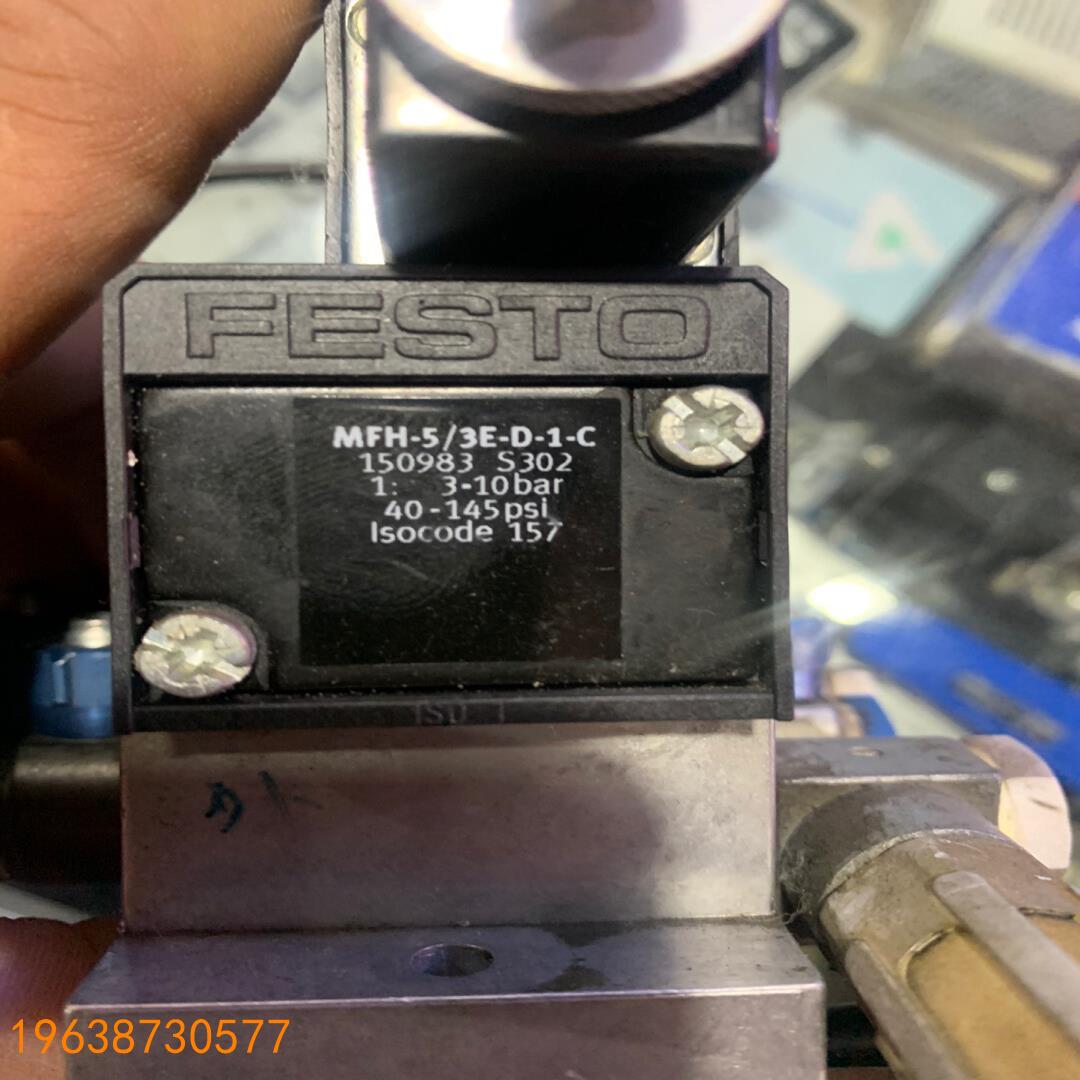 FESTO
MFH-5/3E-D-1-C
150983 S302
1: 3-10bar
40-145psi
Isocode 157
19638730577